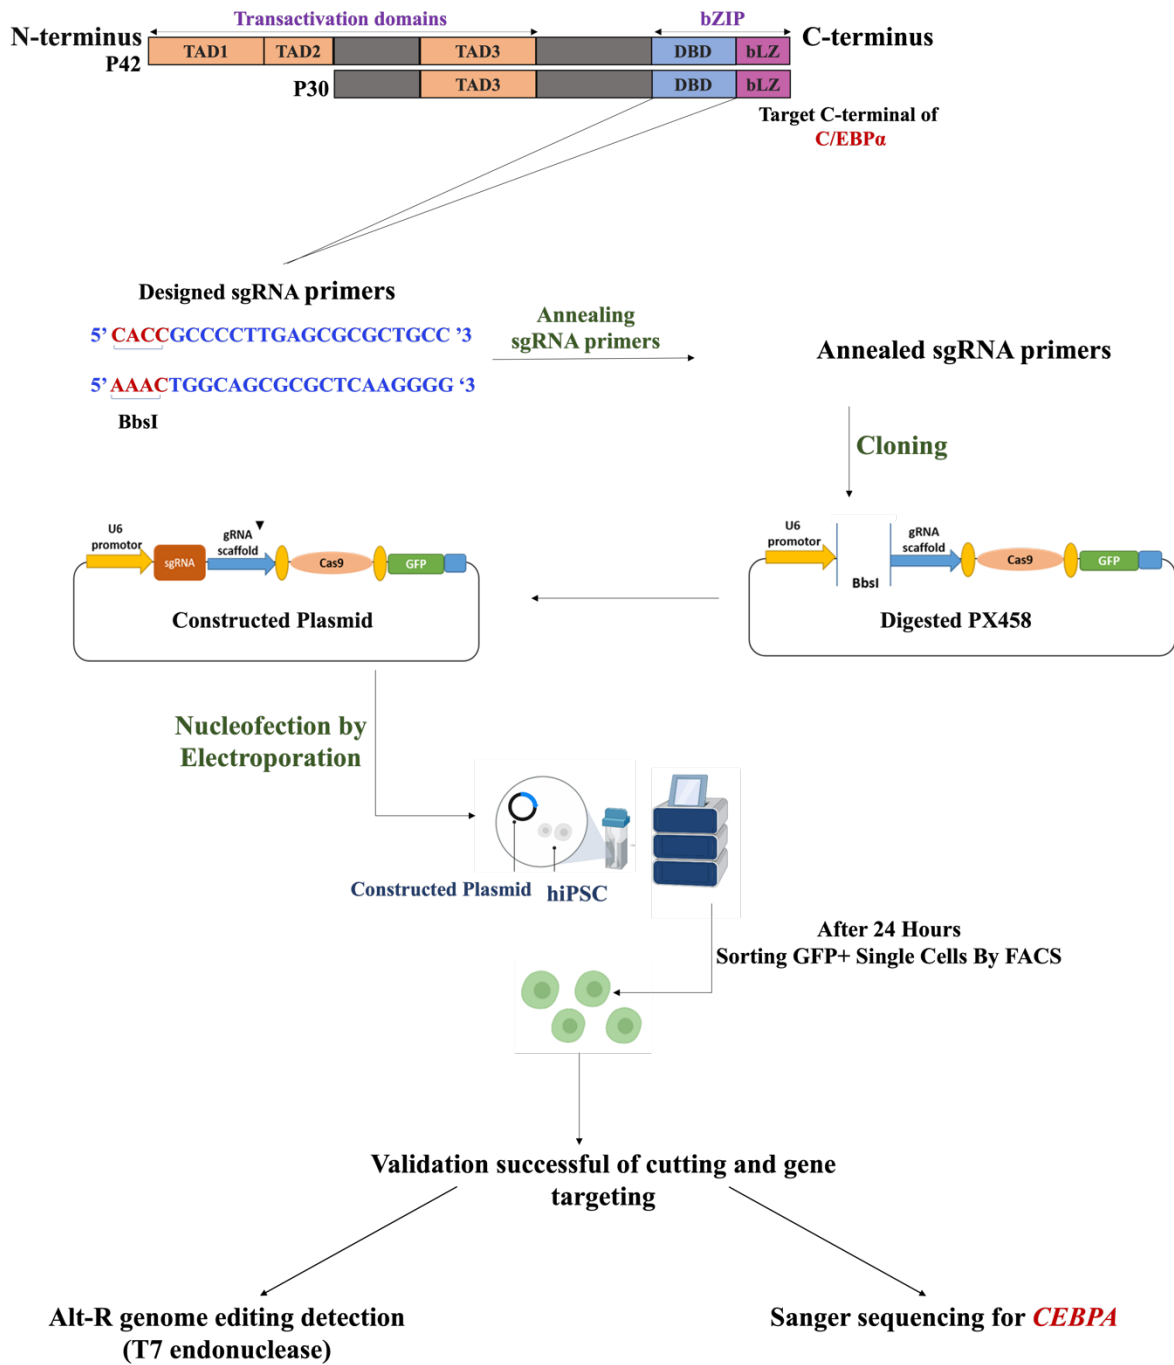 Transactivation domains
bZIP
N-terminus
C-terminus
TAD1
TAD2
TAD3
DBD
bLZ
P42
P30
TAD3
DBD
bLZ
Target C-terminal of
C/EBPα
Designed sgRNA primers
5’ CACCGCCCCTTGAGCGCGCTGCC ’3
5’ AAACTGGCAGCGCGCTCAAGGGG ‘3
BbsI
Annealing
sgRNA primers
Annealed sgRNA primers
Cloning
U6
promotor
sgRNA
gRNA
scaffold
Cas9
GFP
Constructed Plasmid
U6
promotor
BbsI
gRNA
scaffold
Cas9
GFP
Digested PX458
Nucleofection by
Electroporation
Constructed Plasmid
hiPSC
After 24 Hours
Sorting GFP+ Single Cells By FACS
Validation successful of cutting and gene
targeting
Alt-R genome editing detection
(T7 endonuclease)
Sanger sequencing for CEBPA